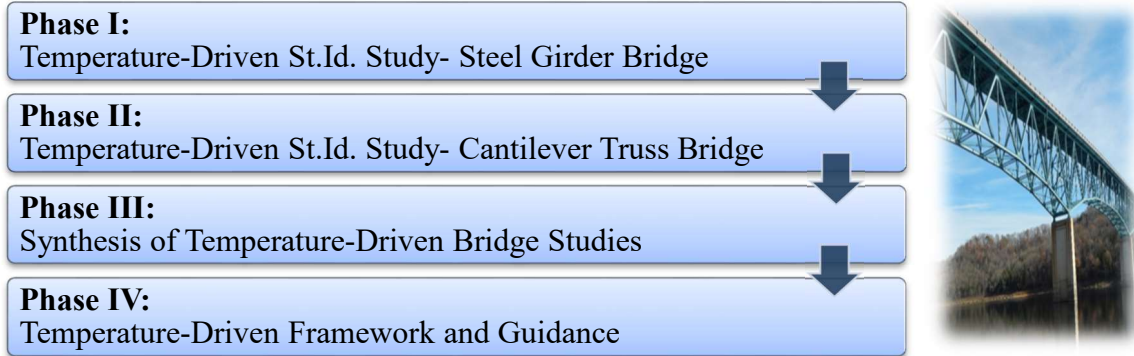 Phase I:
Temperature-Driven St.Id. Study- Steel Girder Bridge
Phase II:
Temperature-Driven St.Id. Study- Cantilever Truss Bridge
Phase III:
Synthesis of Temperature-Driven Bridge Studies
Phase IV:
Temperature-Driven Framework and Guidance